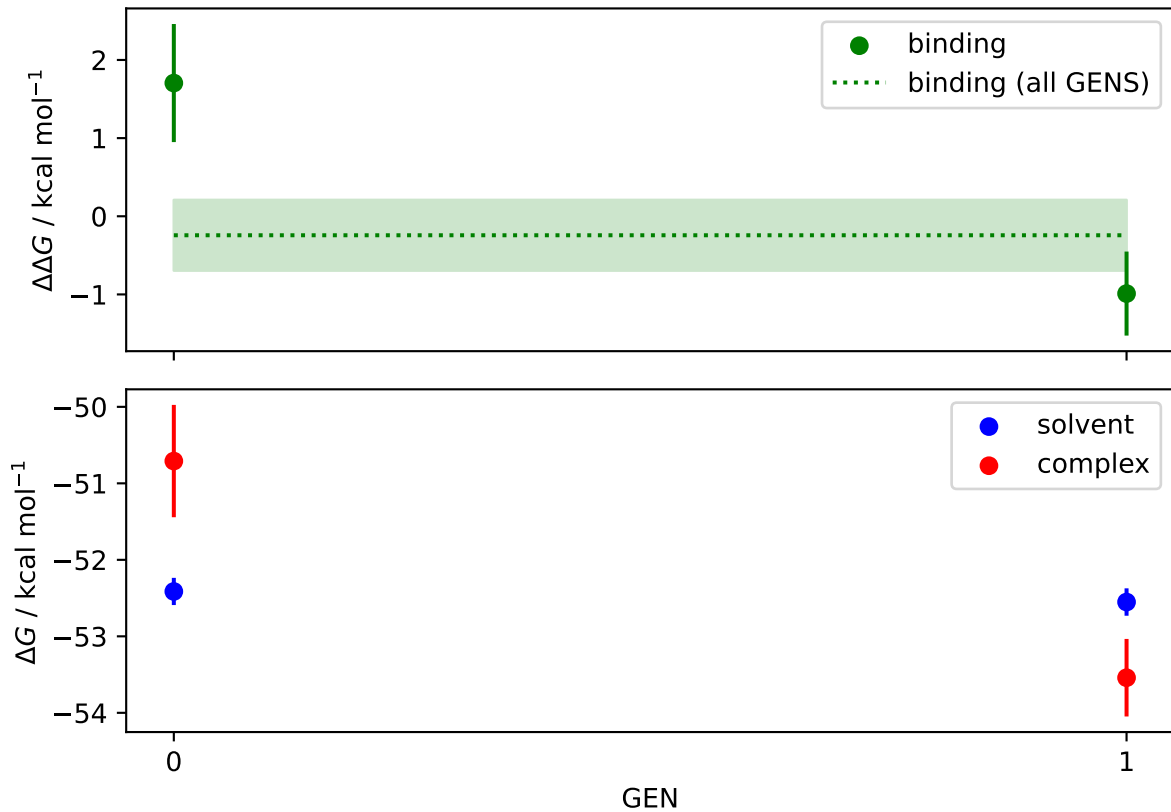 ΔΔG / kcal mol⁻¹
2
1
0
−1
binding
binding (all GENS)
ΔG / kcal mol⁻¹
−50
−51
−52
−53
−54
solvent
complex
0
1
GEN